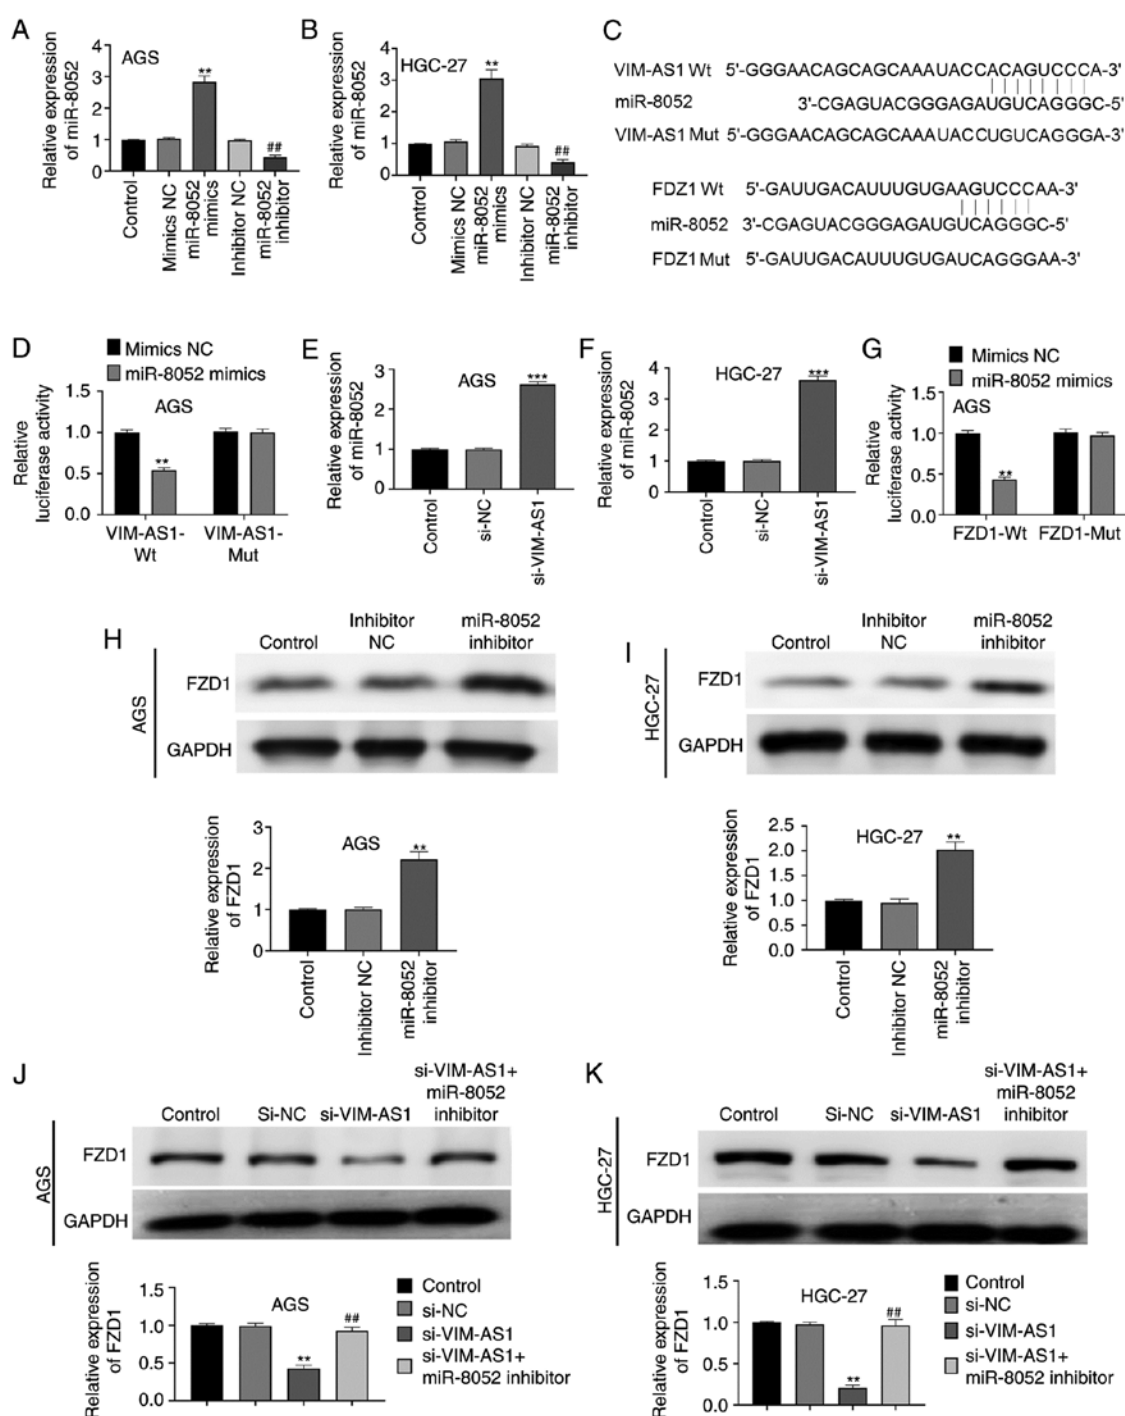 A
Relative expression
of miR-8052
AGS
4
3
2
1
0
**
##
Control
Mimics NC
miR-8052
mimics
Inhibitor NC
miR-8052
inhibitor
B
Relative expression
of miR-8052
HGC-27
4
3
2
1
0
**
##
Control
Mimics NC
miR-8052
mimics
Inhibitor NC
miR-8052
inhibitor
C
VIM-AS1 Wt 5'-GGGAACAGCAGCAAAUACCACAGUCCCA-3'
miR-8052 3'-CGAGUACGGGAGAUGUCAGGGC-5'
VIM-AS1 Mut 5'-GGGAACAGCAGCAAAUACCUGUCAGGGA-3'
FDZ1 Wt 5'-GAUUGACAUUUGUGAAGUCCCAA-3'
miR-8052 3'-CGAGUACGGGAGAUGUCAGGGC-5'
FDZ1 Mut 5'-GAUUGACAUUUGUGAUCAGGGAA-3'
D
Mimics NC
miR-8052 mimics
Relative
luciferase activity
AGS
1.5
1.0
0.5
0.0
**
VIM-AS1-
Wt
VIM-AS1-
Mut
E
Relative expression
of miR-8052
AGS
3
2
1
0
***
Control
si-NC
si-VIM-AS1
F
Relative expression
of miR-8052
HGC-27
4
3
2
1
0
***
Control
si-NC
si-VIM-AS1
G
Mimics NC
miR-8052 mimics
Relative
luciferase activity
AGS
1.5
1.0
0.5
0.0
**
FZD1-Wt FZD1-Mut
H
AGS
Control
Inhibitor
NC
miR-8052
inhibitor
FZD1
GAPDH
Relative expression
of FZD1
AGS
3
2
1
0
**
Control
Inhibitor NC
miR-8052
inhibitor
I
HGC-27
Control
Inhibitor
NC
miR-8052
inhibitor
FZD1
GAPDH
Relative expression
of FZD1
HGC-27
2.5
2.0
1.5
1.0
0.5
0.0
**
Control
Inhibitor NC
miR-8052
inhibitor
J
AGS
Control
Si-NC
si-VIM-AS1
si-VIM-AS1+
miR-8052
inhibitor
FZD1
GAPDH
Relative expression
of FZD1
AGS
1.5
1.0
0.5
0.0
**
##
Control
si-NC
si-VIM-AS1
si-VIM-AS1+
miR-8052 inhibitor
K
HGC-27
Control
Si-NC
si-VIM-AS1
si-VIM-AS1+
miR-8052
inhibitor
FZD1
GAPDH
Relative expression
of FZD1
HGC-27
1.5
1.0
0.5
0.0
**
##
Control
si-NC
si-VIM-AS1
si-VIM-AS1+
miR-8052 inhibitor